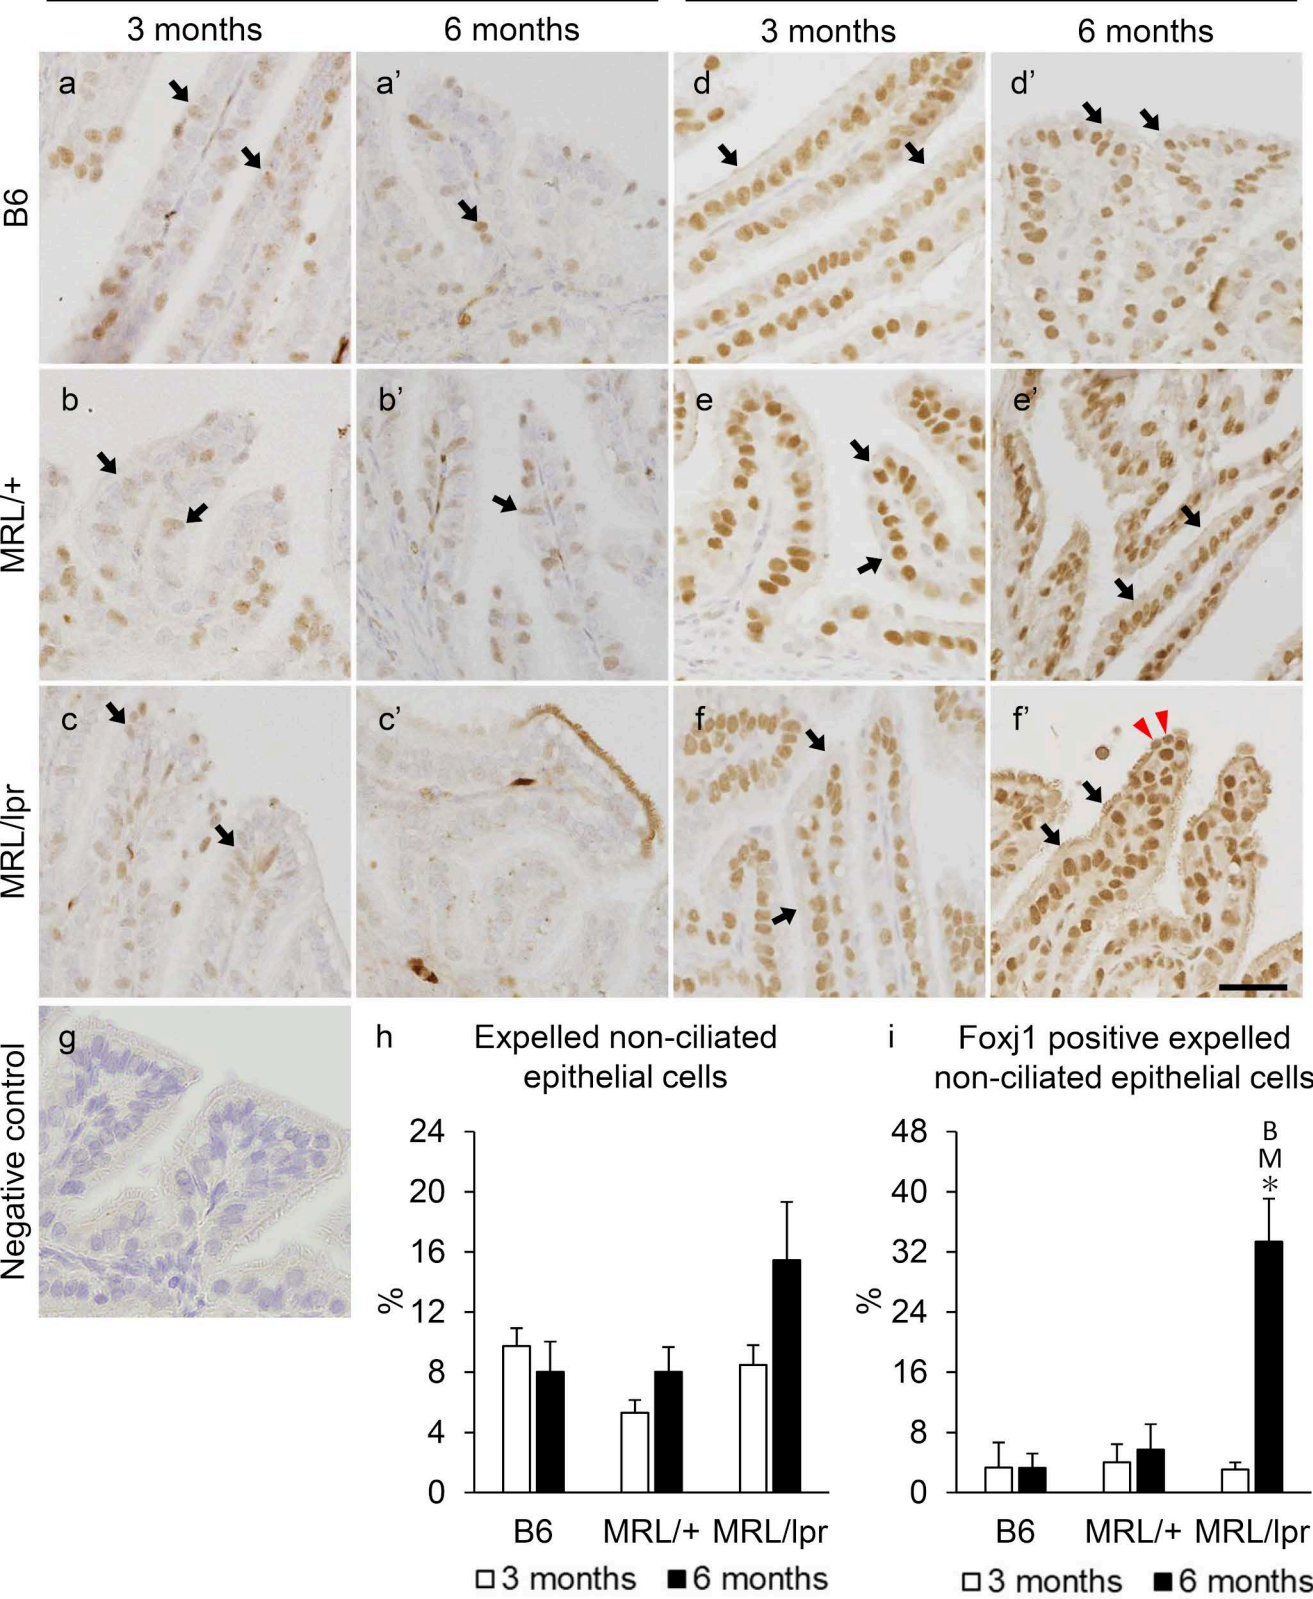 3 months 6 months 3 months 6 months
B6
a a' d d'
MRL/+
b b' e e'
MRL/lpr
c c' f f'
Negative control
g
h Expelled non-ciliated
epithelial cells
24
20
16
12
8
4
0
%
B6 MRL/+ MRL/lpr
3 months 6 months
i Foxj1 positive expelled
non-ciliated epithelial cells
48
40
32
24
16
8
0
%
B
M
*
B6 MRL/+ MRL/lpr
3 months 6 months